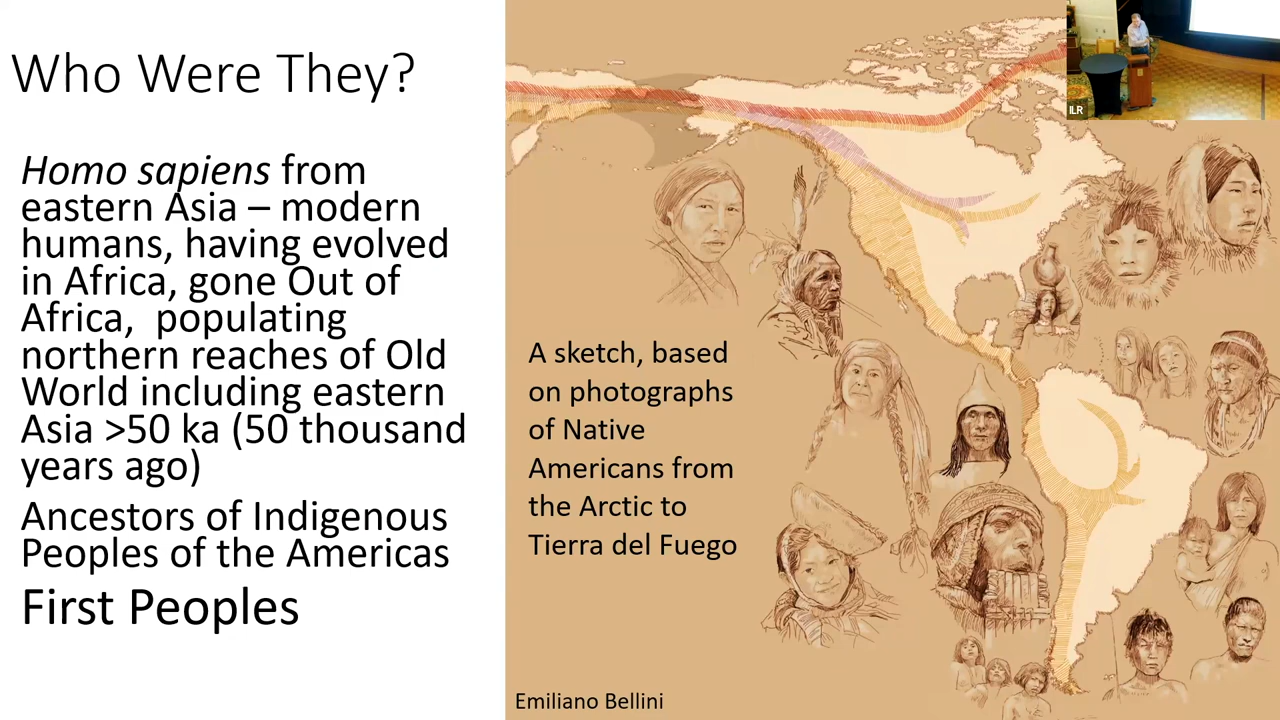 Who Were They?
Homo sapiens from
eastern Asia – modern
humans, having evolved
in Africa, gone Out of
Africa,  populating
northern reaches of Old
World including eastern
Asia >50 ka (50 thousand
years ago)
Ancestors of Indigenous
Peoples of the Americas
First Peoples
A sketch, based
on photographs
of Native
Americans from
the Arctic to
Tierra del Fuego
Emiliano Bellini
ILR